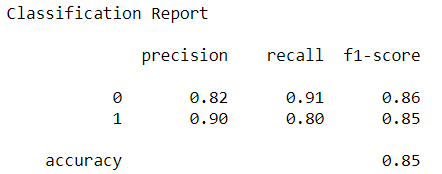 Classification Report
precision recall f1-score
0 0.82 0.91 0.86
1 0.90 0.80 0.85
accuracy 0.85